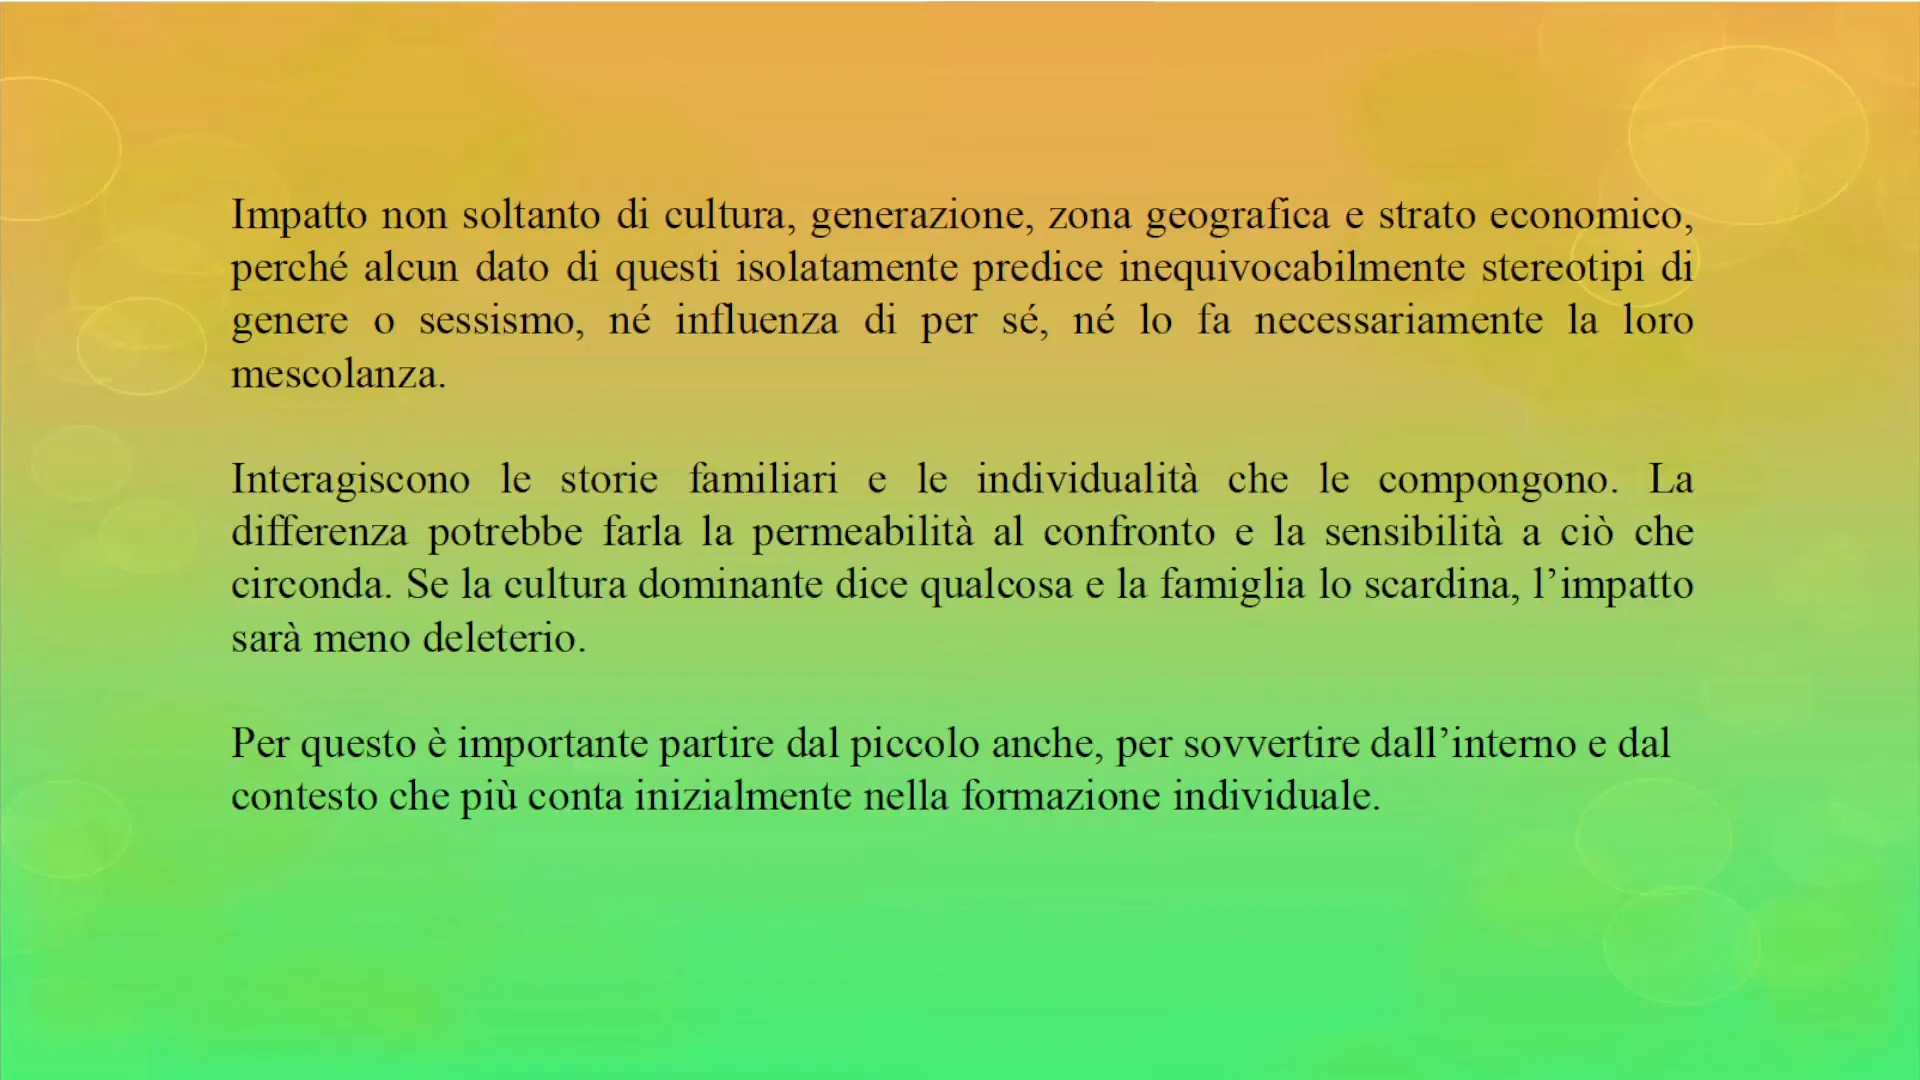 Impatto non soltanto di cultura, generazione, zona geografica e strato economico,
perché alcun dato di questi isolatamente predice inequivocabilmente stereotipi di
genere o sessismo, né influenza di per sé, né lo fa necessariamente la loro
mescolanza.
Interagiscono le storie familiari e le individualità che le compongono. La
differenza potrebbe farla la permeabilità al confronto e la sensibilità a ciò che
circonda. Se la cultura dominante dice qualcosa e la famiglia lo scardina, l’impatto
sarà meno deleterio.
Per questo è importante partire dal piccolo anche, per sovvertire dall’interno e dal
contesto che più conta inizialmente nella formazione individuale.